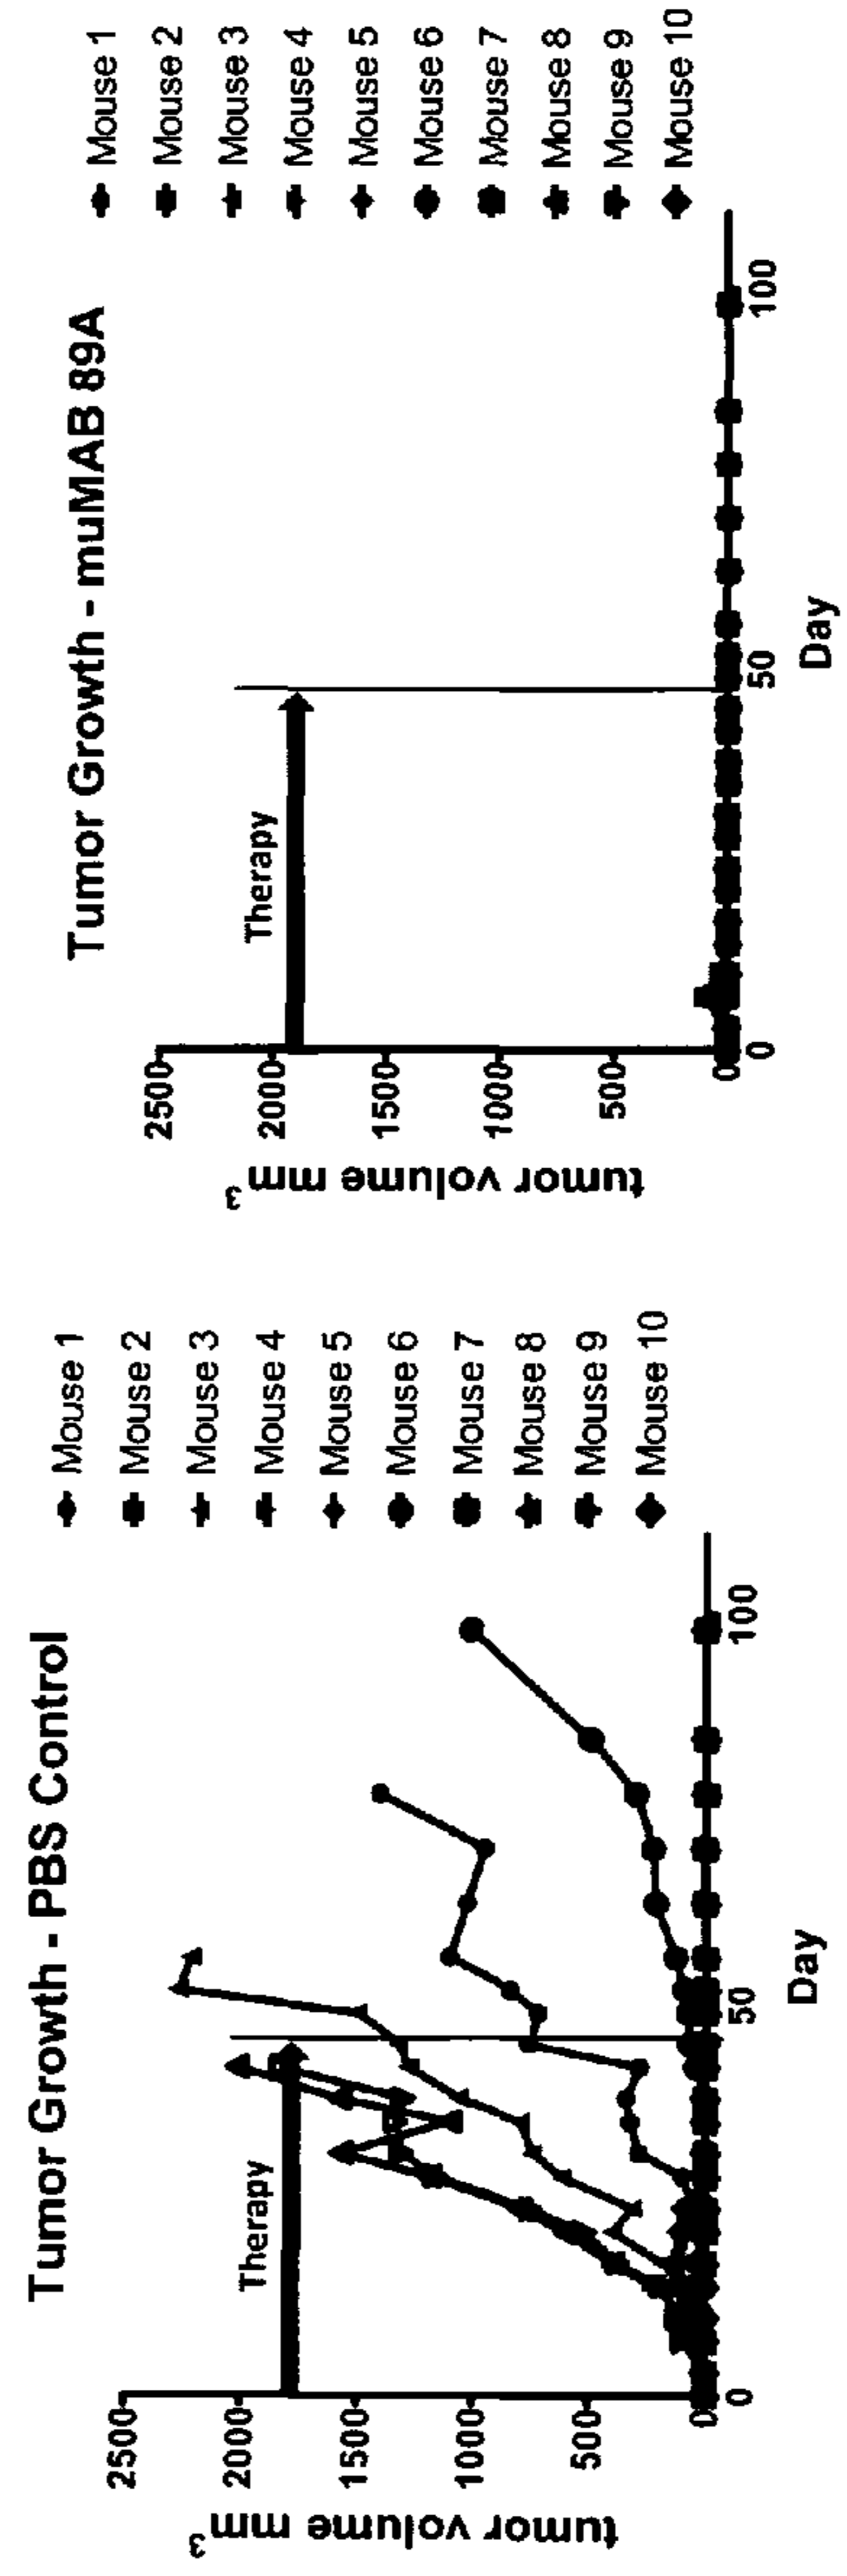 Tumor Growth - PBS Control
tumor volume mm³
2500
2000
1500
1000
500
0
Therapy
0
50
100
Day
Mouse 1
Mouse 2
Mouse 3
Mouse 4
Mouse 5
Mouse 6
Mouse 7
Mouse 8
Mouse 9
Mouse 10
Tumor Growth - muMAB 89A
tumor volume mm³
2500
2000
1500
1000
500
0
Therapy
0
50
100
Day
Mouse 1
Mouse 2
Mouse 3
Mouse 4
Mouse 5
Mouse 6
Mouse 7
Mouse 8
Mouse 9
Mouse 10